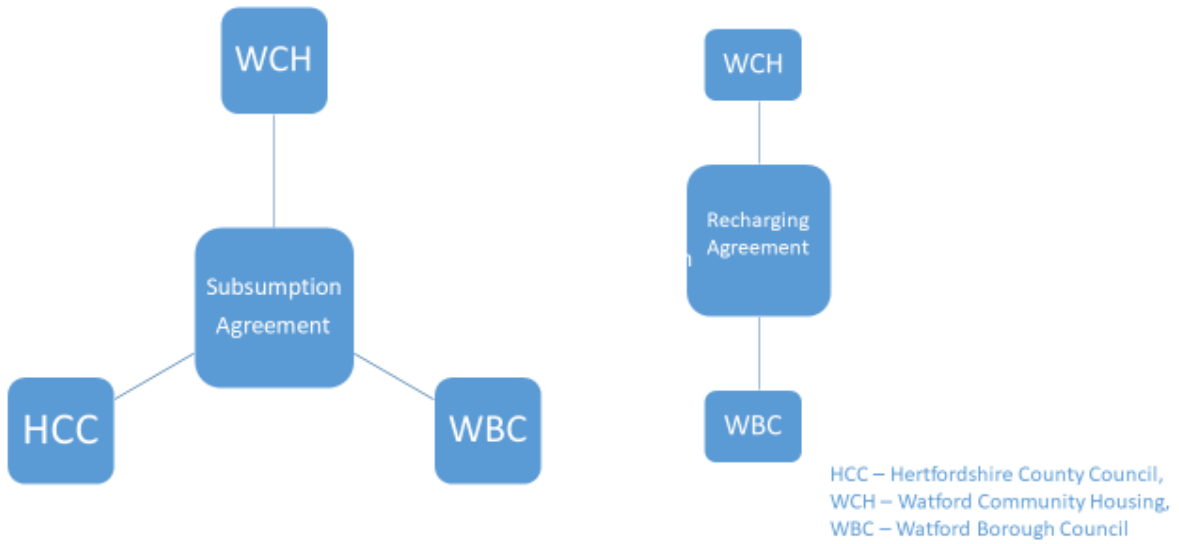 WCH
Subsumption
Agreement
HCC
WBC
WCH
Recharging
Agreement
n
WBC
HCC – Hertfordshire County Council,
WCH – Watford Community Housing,
WBC – Watford Borough Council